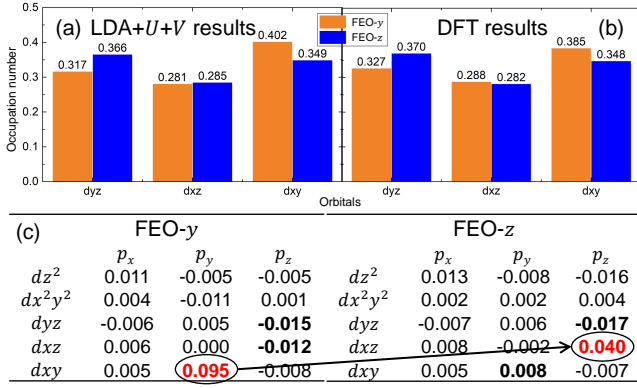 (a) LDA+U+V results
FEO-y
FEO-z
DFT results (b)
Occupation number
0.5
0.4
0.3
0.2
0.1
0.0
0.317 0.366 0.281 0.285 0.402 0.349
0.327 0.370 0.288 0.282 0.385 0.348
dyz dxz dxy dyz dxz dxy
Orbitals
(c) FEO-y FEO-z
p_x p_y p_z p_x p_y p_z
dz² 0.011 -0.005 -0.005 dz² 0.013 -0.008 -0.016
dx²y² 0.004 -0.011 0.001 dx²y² 0.002 0.002 0.004
dyz -0.006 0.005 -0.015 dyz -0.007 0.006 -0.017
dxz 0.006 0.000 -0.012 dxz 0.008 -0.002 0.040
dxy 0.005 0.095 -0.008 dxy 0.005 0.008 -0.007